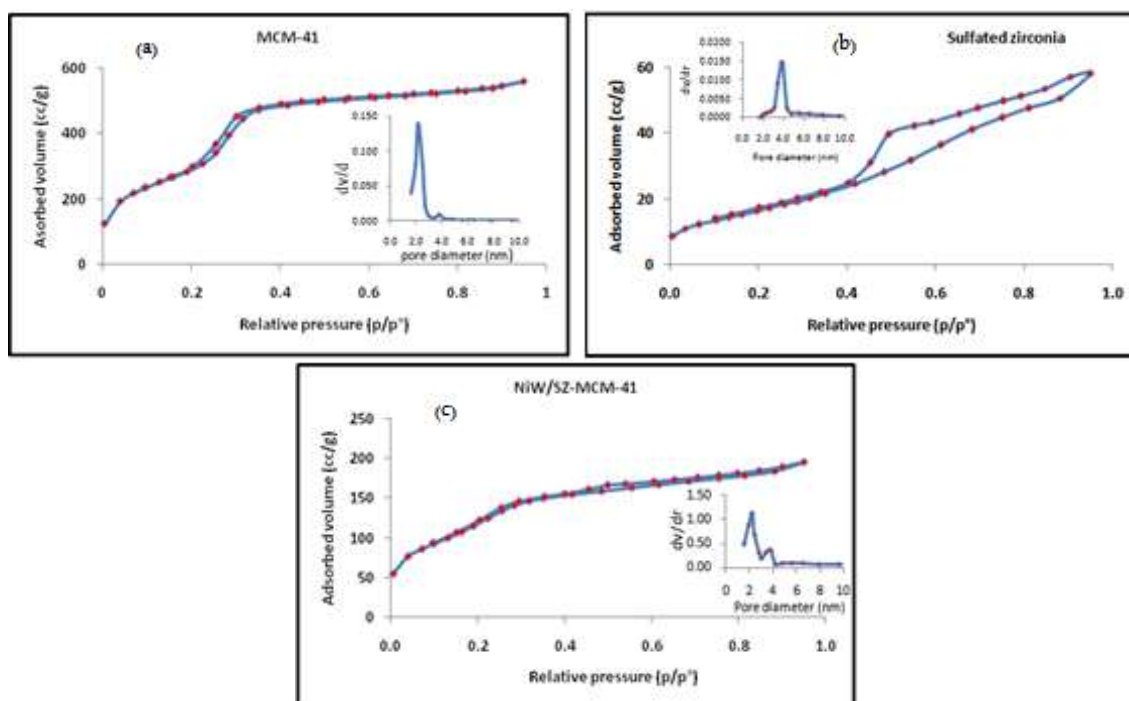 (a)
MCM-41
Asorbed volume (cc/g)
600
400
200
0
0
0.2
0.4
0.6
0.8
1
Relative pressure (p/p°)
dv/d
0.150
0.100
0.050
0.000
0.0 2.0 4.0 6.0 8.0 10.0
pore diameter (nm)
(b)
Sulfated zirconia
Adsorbed volume (cc/g)
60
40
20
0
0.0
0.2
0.4
0.6
0.8
1.0
Relative pressure (p/p°)
dv/dr
0.0200
0.0150
0.0100
0.0050
0.0000
0.0 2.0 4.0 6.0 8.0 10.0
Pore diameter (nm)
NiW/SZ-MCM-41
(c)
Adsorbed volume (cc/g)
250
200
150
100
50
0
0.0
0.2
0.4
0.6
0.8
1.0
Relative pressure (p/p°)
dv/dr
1.50
1.00
0.50
0.00
0 2 4 6 8 10
Pore diameter (nm)